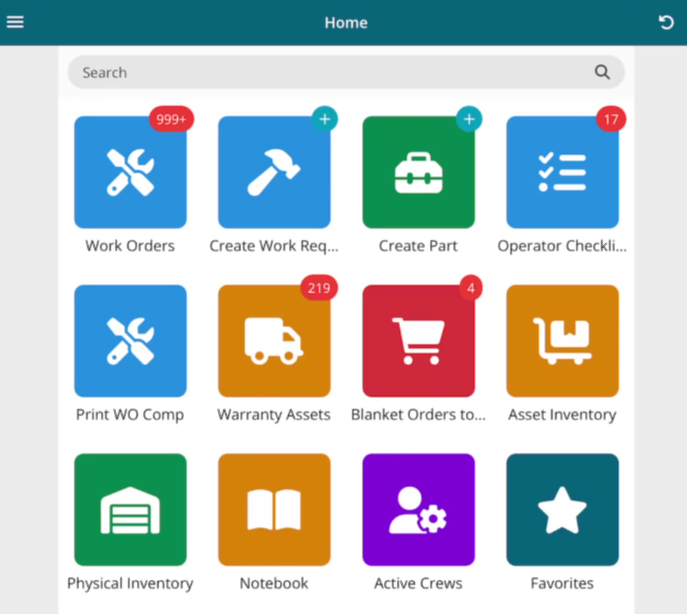 Home
Search
999+
+
+
17
Work Orders
Create Work Req...
Create Part
Operator Checkli...
219
4
Print WO Comp
Warranty Assets
Blanket Orders to...
Asset Inventory
Physical Inventory
Notebook
Active Crews
Favorites